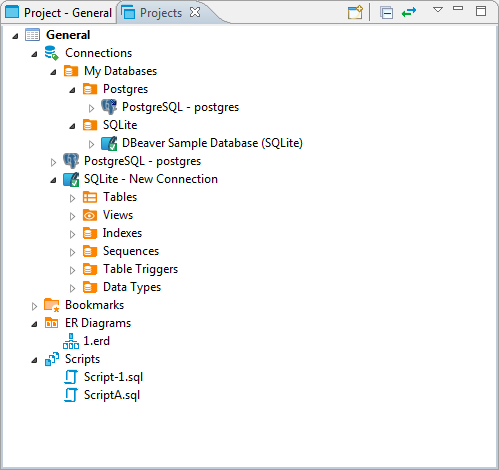 Project - General
Projects
General
Connections
My Databases
Postgres
PostgreSQL - postgres
SQLite
DBeaver Sample Database (SQLite)
PostgreSQL - postgres
SQLite - New Connection
Tables
Views
Indexes
Sequences
Table Triggers
Data Types
Bookmarks
ER Diagrams
1.erd
Scripts
Script-1.sql
ScriptA.sql